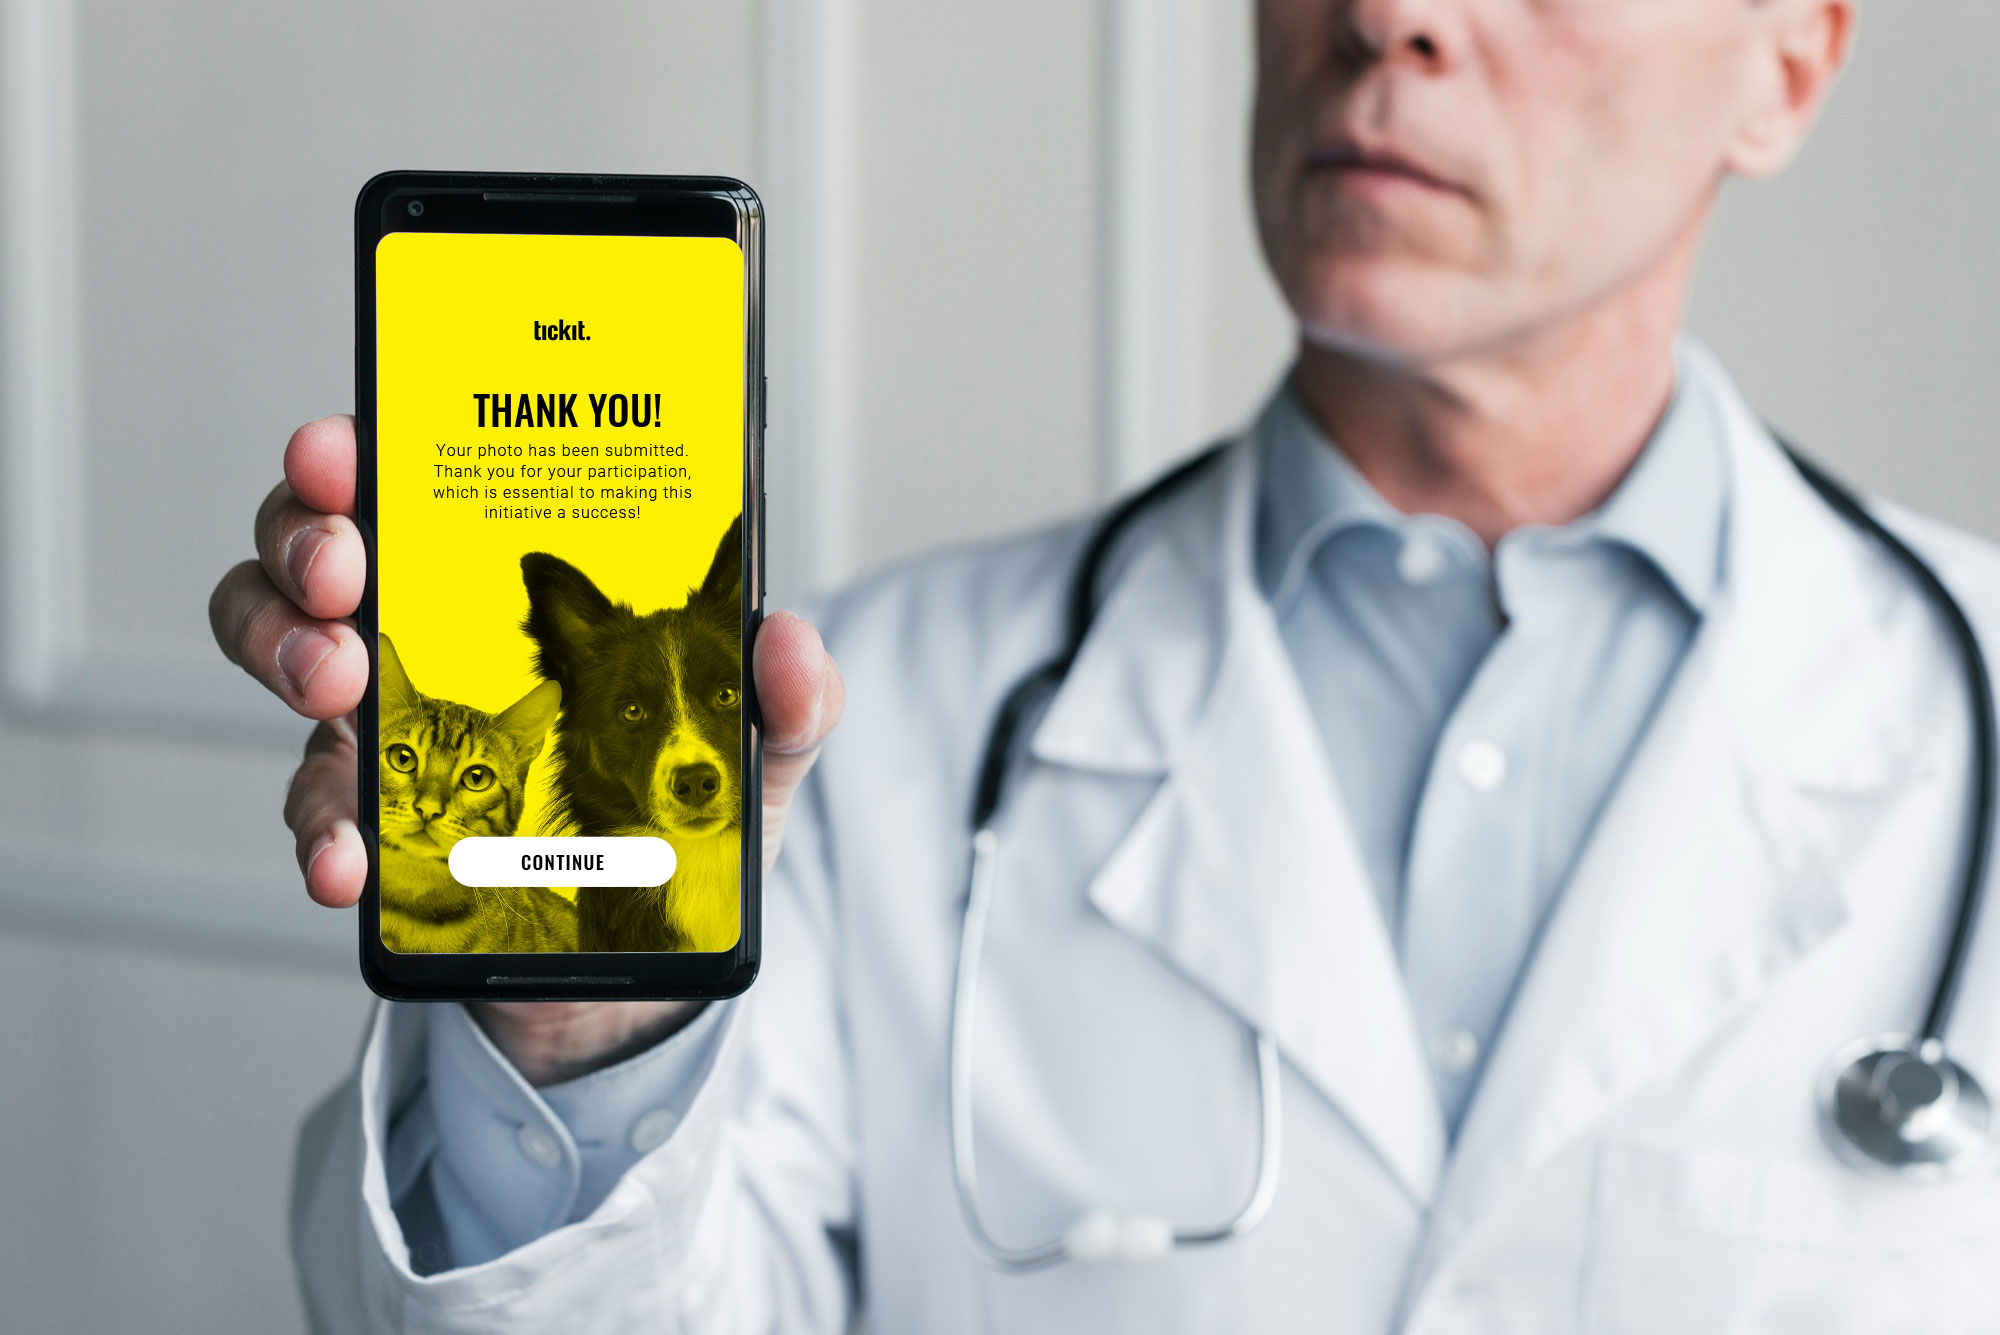 tickit.
THANK YOU!
Your photo has been submitted.
Thank you for your participation,
which is essential to making this
initiative a success!
CONTINUE